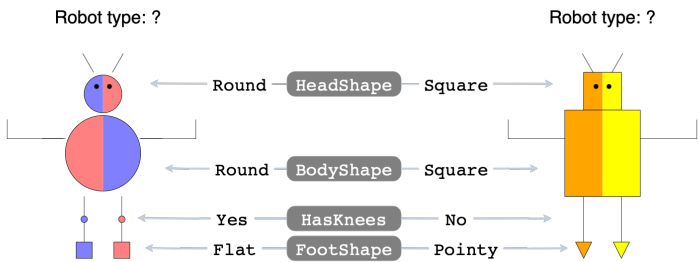 Robot type: ? Robot type: ?
Round HeadShape Square
Round BodyShape Square
Yes HasKnees No
Flat FootShape Pointy